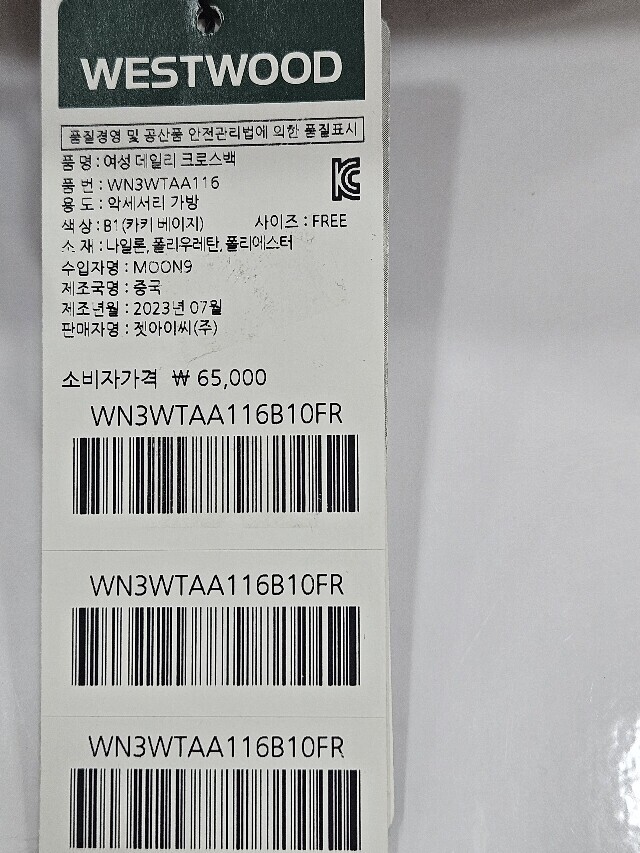 WESTWOOD
품질경영 및 공산품 안전관리법에 의한 품질표시
품 명 : 여성 데일리 크로스백
품 번 : WN3WTAA116
용 도 : 악세서리 가방
색 상 : B1(카키 베이지) 사이즈 : FREE
소 재 : 나일론, 폴리우레탄, 폴리에스터
수입자명 : MOON9
제조국명 : 중국
제조년월 : 2023년 07월
판매자명 : 젯아이씨(주)
소비자가격 ₩ 65,000
WN3WTAA116B10FR
WN3WTAA116B10FR
WN3WTAA116B10FR